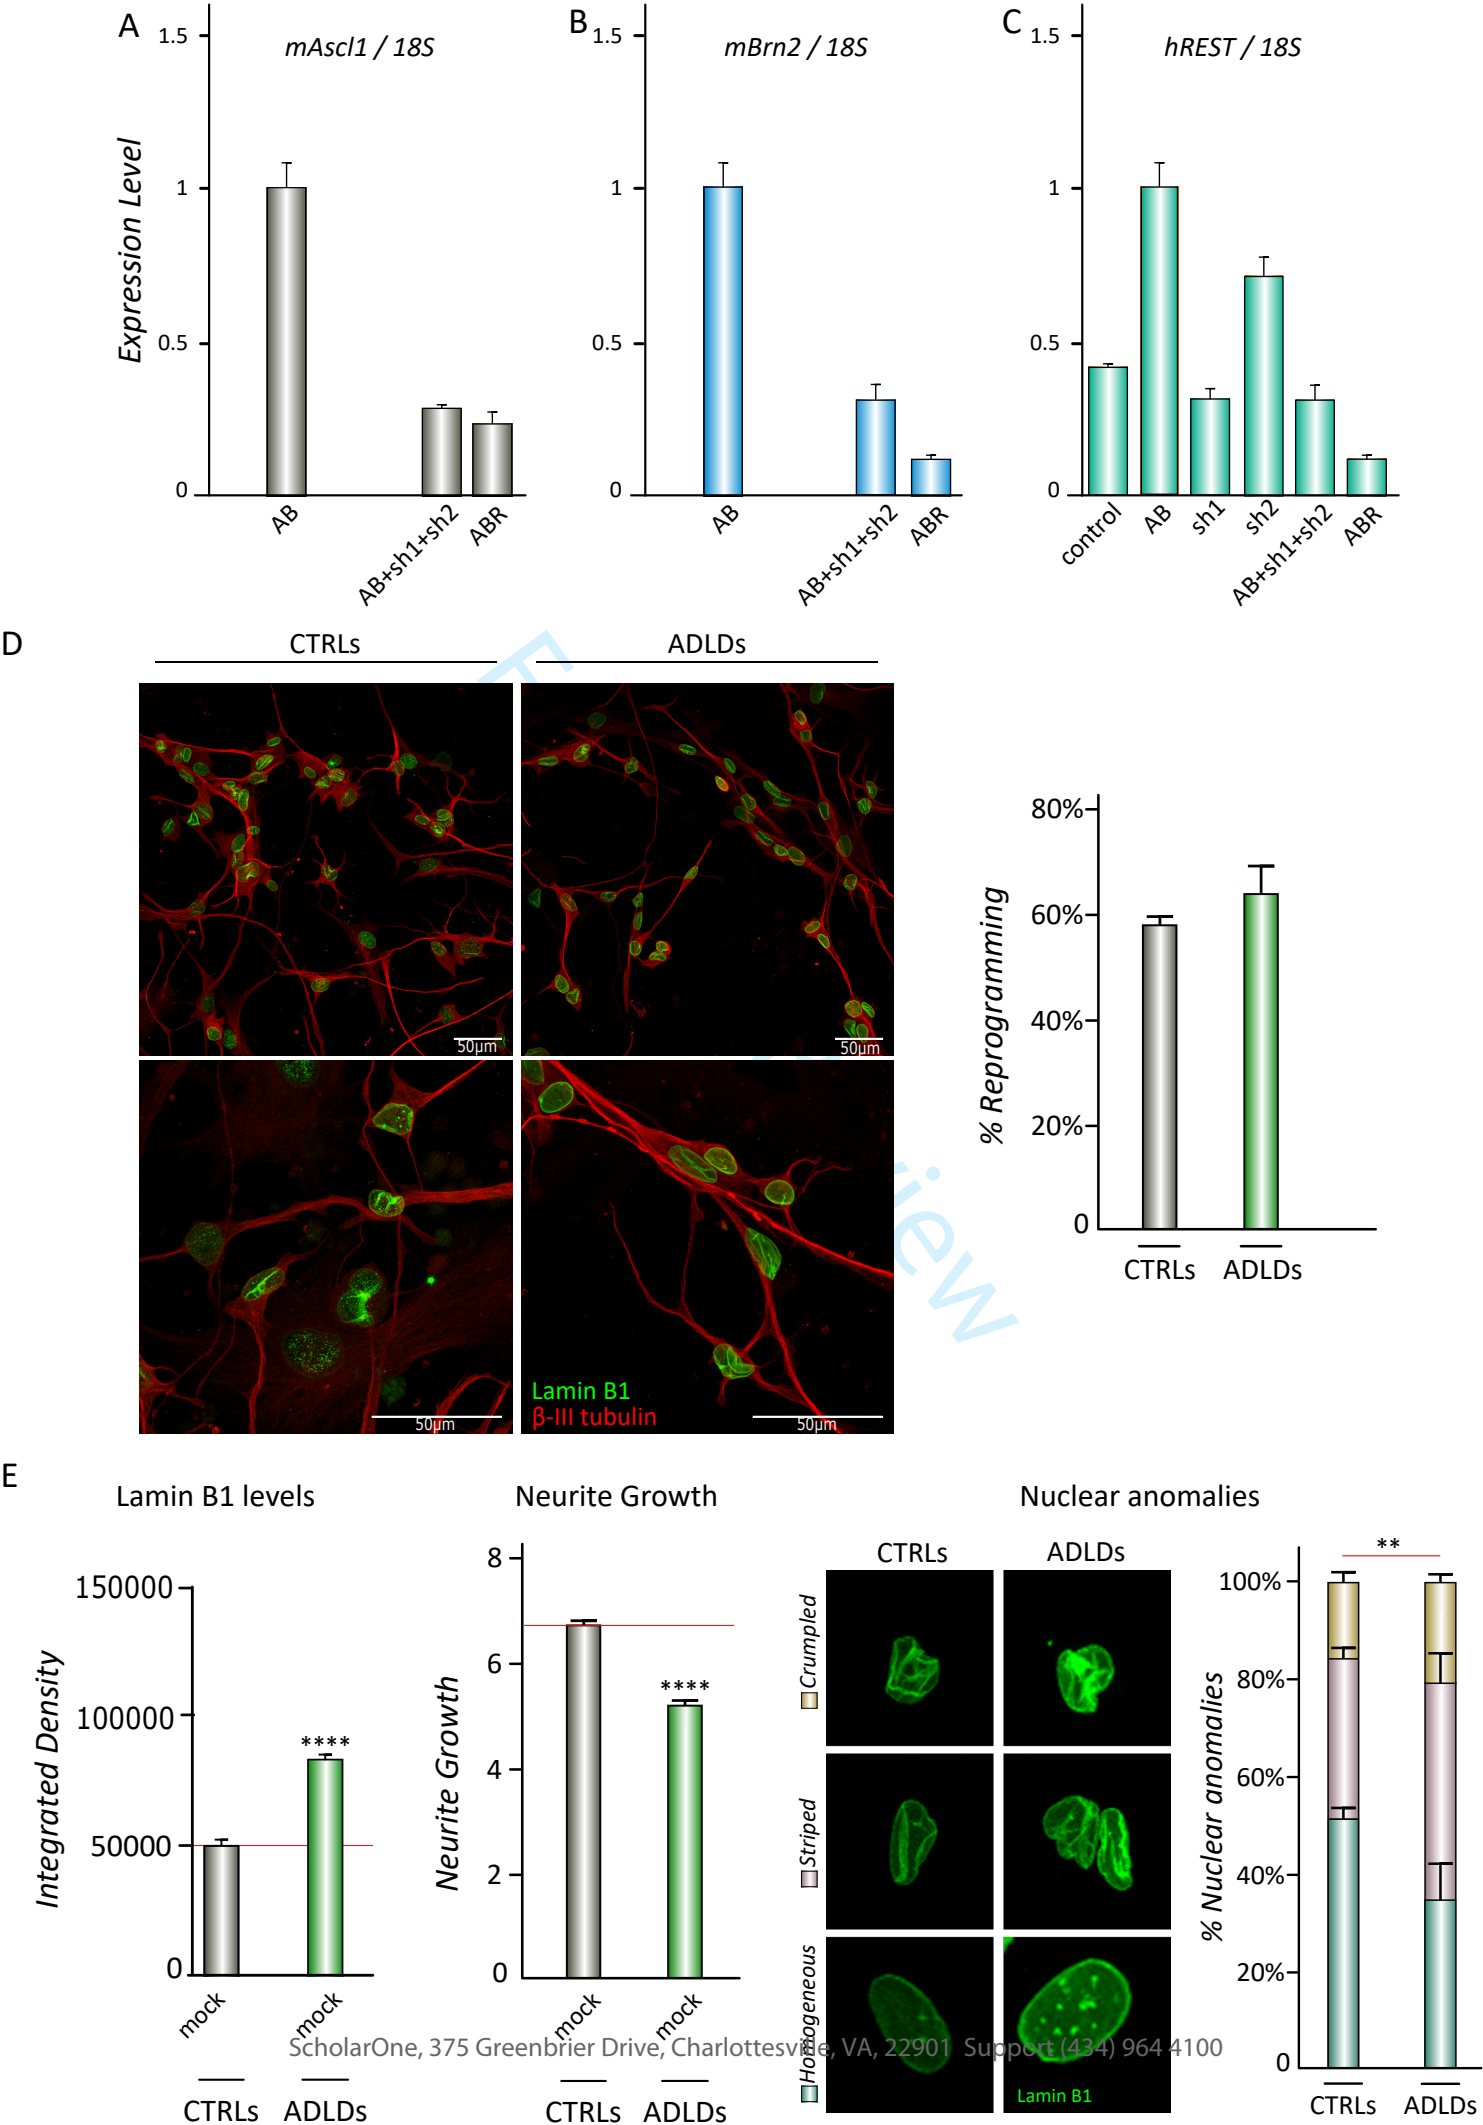 A
mAscl1 / 18S
B
mBrn2 / 18S
C
hREST / 18S
Expression Level
1.5
1
0.5
0
AB
AB+sh1+sh2
ABR
1.5
1
0.5
0
AB
AB+sh1+sh2
ABR
1.5
1
0.5
0
control
AB
sh1
sh2
AB+sh1+sh2
ABR
D
CTRLs
ADLDs
50µm
50µm
50µm
50µm
Lamin B1
β-III tubulin
% Reprogramming
80%
60%
40%
20%
0
CTRLs
ADLDs
E
Lamin B1 levels
Integrated Density
150000
100000
50000
0
****
mock
mock
CTRLs
ADLDs
Neurite Growth
Neurite Growth
8
6
4
2
0
****
mock
mock
CTRLs
ADLDs
Nuclear anomalies
CTRLs
ADLDs
Crumpled
Striped
Homogeneous
Lamin B1
% Nuclear anomalies
100%
80%
60%
40%
20%
0
**
CTRLs
ADLDs
ScholarOne, 375 Greenbrier Drive, Charlottesville, VA, 22901 Support (434) 964 4100